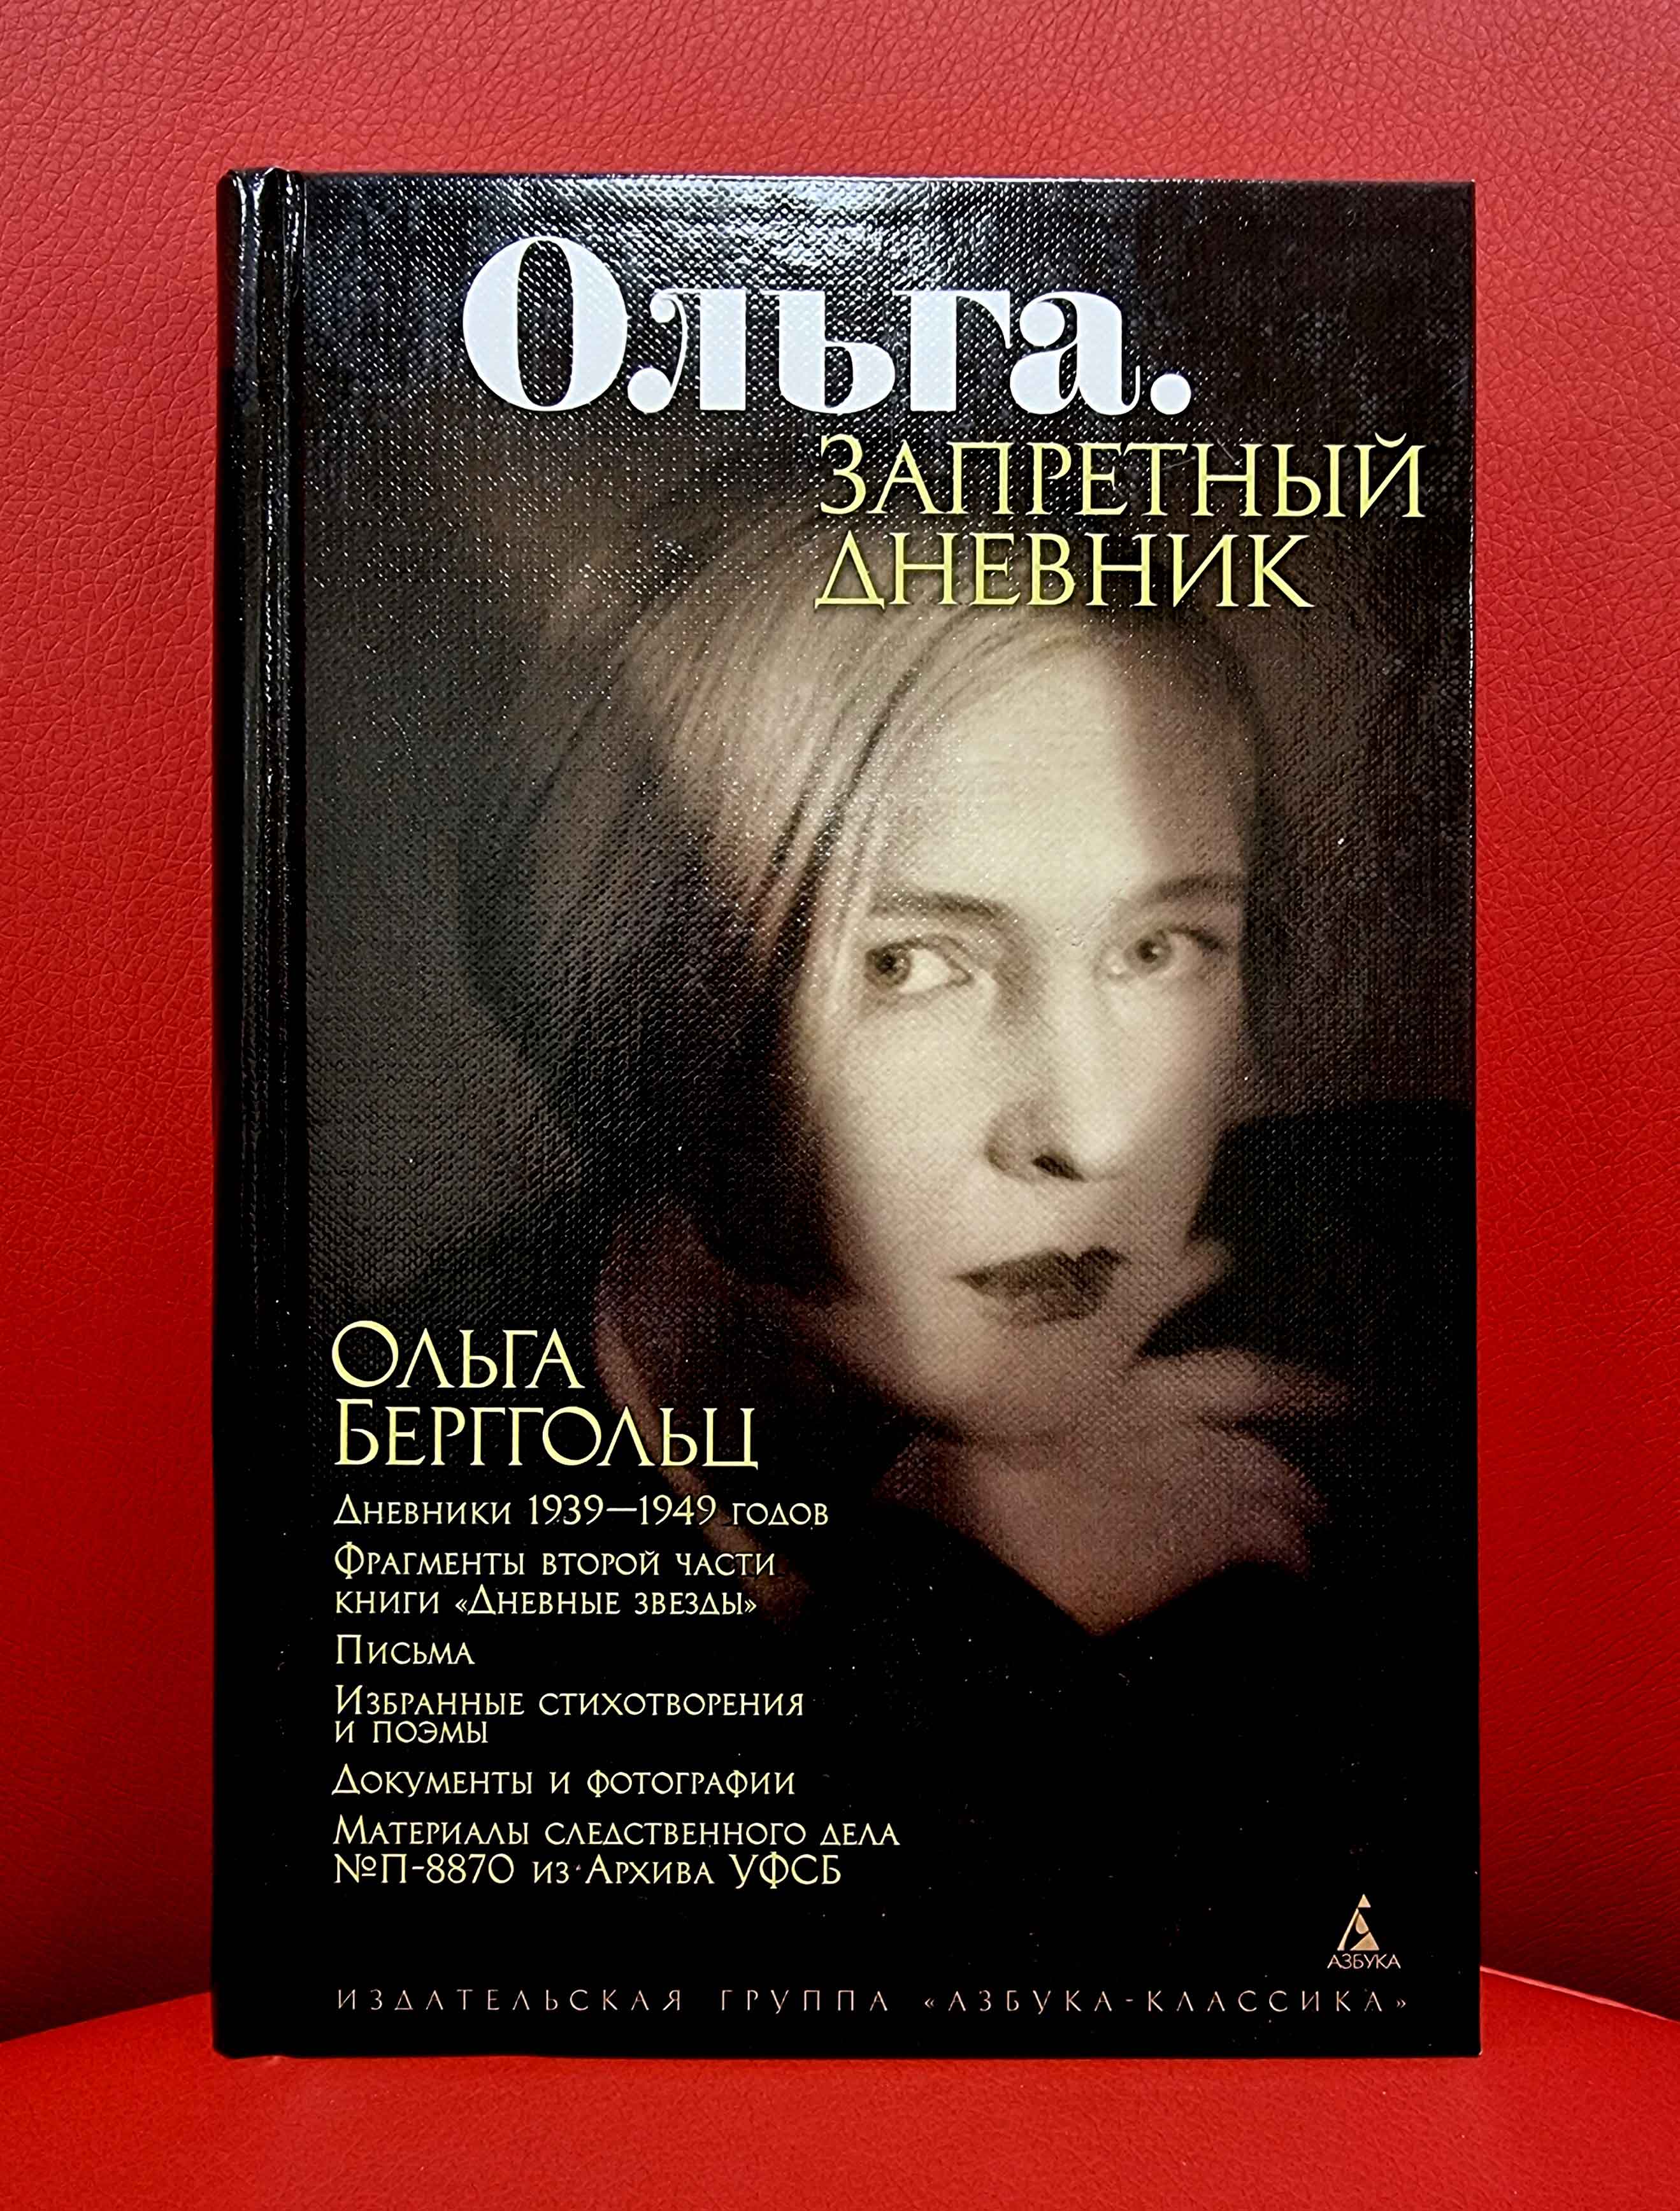 Ольга.
ЗАПРЕТНЫЙ
ДНЕВНИК
ОЛЬГА
БЕРГГОЛЬЦ
ДНЕВНИКИ 1939—1949 ГОДОВ
ФРАГМЕНТЫ ВТОРОЙ ЧАСТИ
КНИГИ «ДНЕВНЫЕ ЗВЕЗДЫ»
ПИСЬМА
ИЗБРАННЫЕ СТИХОТВОРЕНИЯ
И ПОЭМЫ
ДОКУМЕНТЫ И ФОТОГРАФИИ
МАТЕРИАЛЫ СЛЕДСТВЕННОГО ДЕЛА
№П-8870 ИЗ АРХИВА УФСБ
АЗБУКА
ИЗДАТЕЛЬСКАЯ ГРУППА «АЗБУКА-КЛАССИКА»